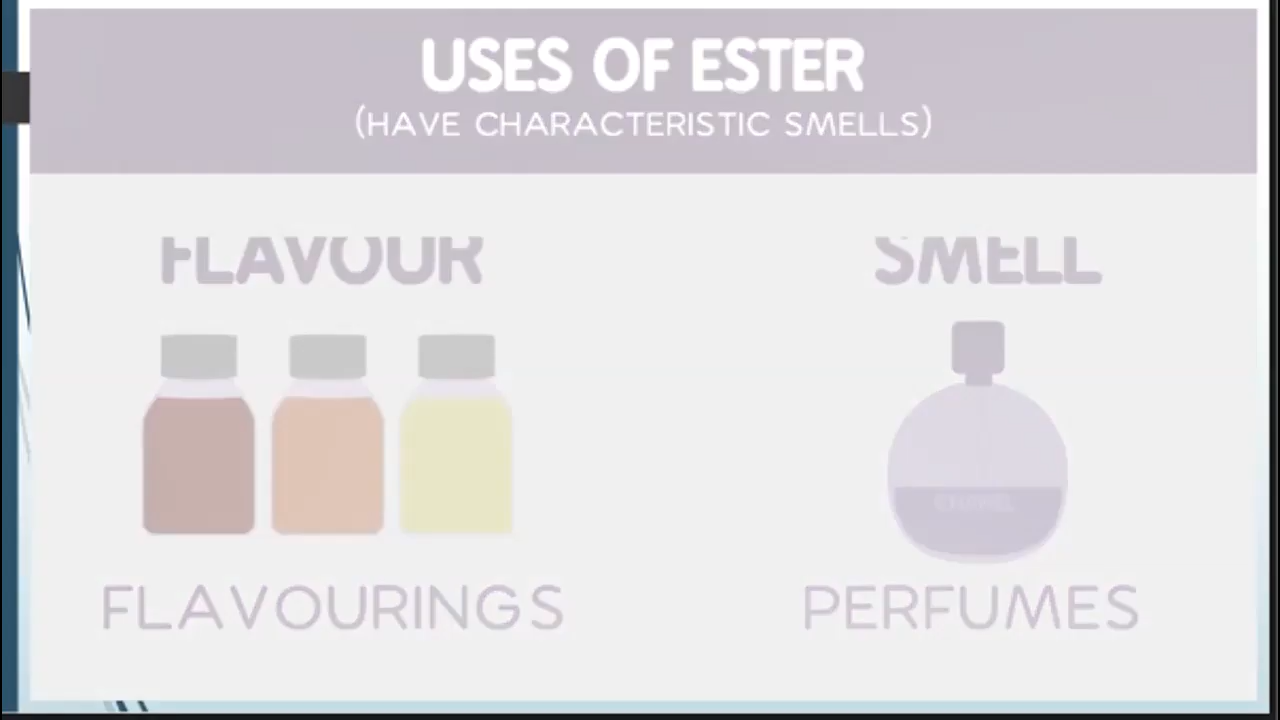 USES OF ESTER
(HAVE CHARACTERISTIC SMELLS)
FLAVOUR
SMELL
FLAVOURINGS
PERFUMES